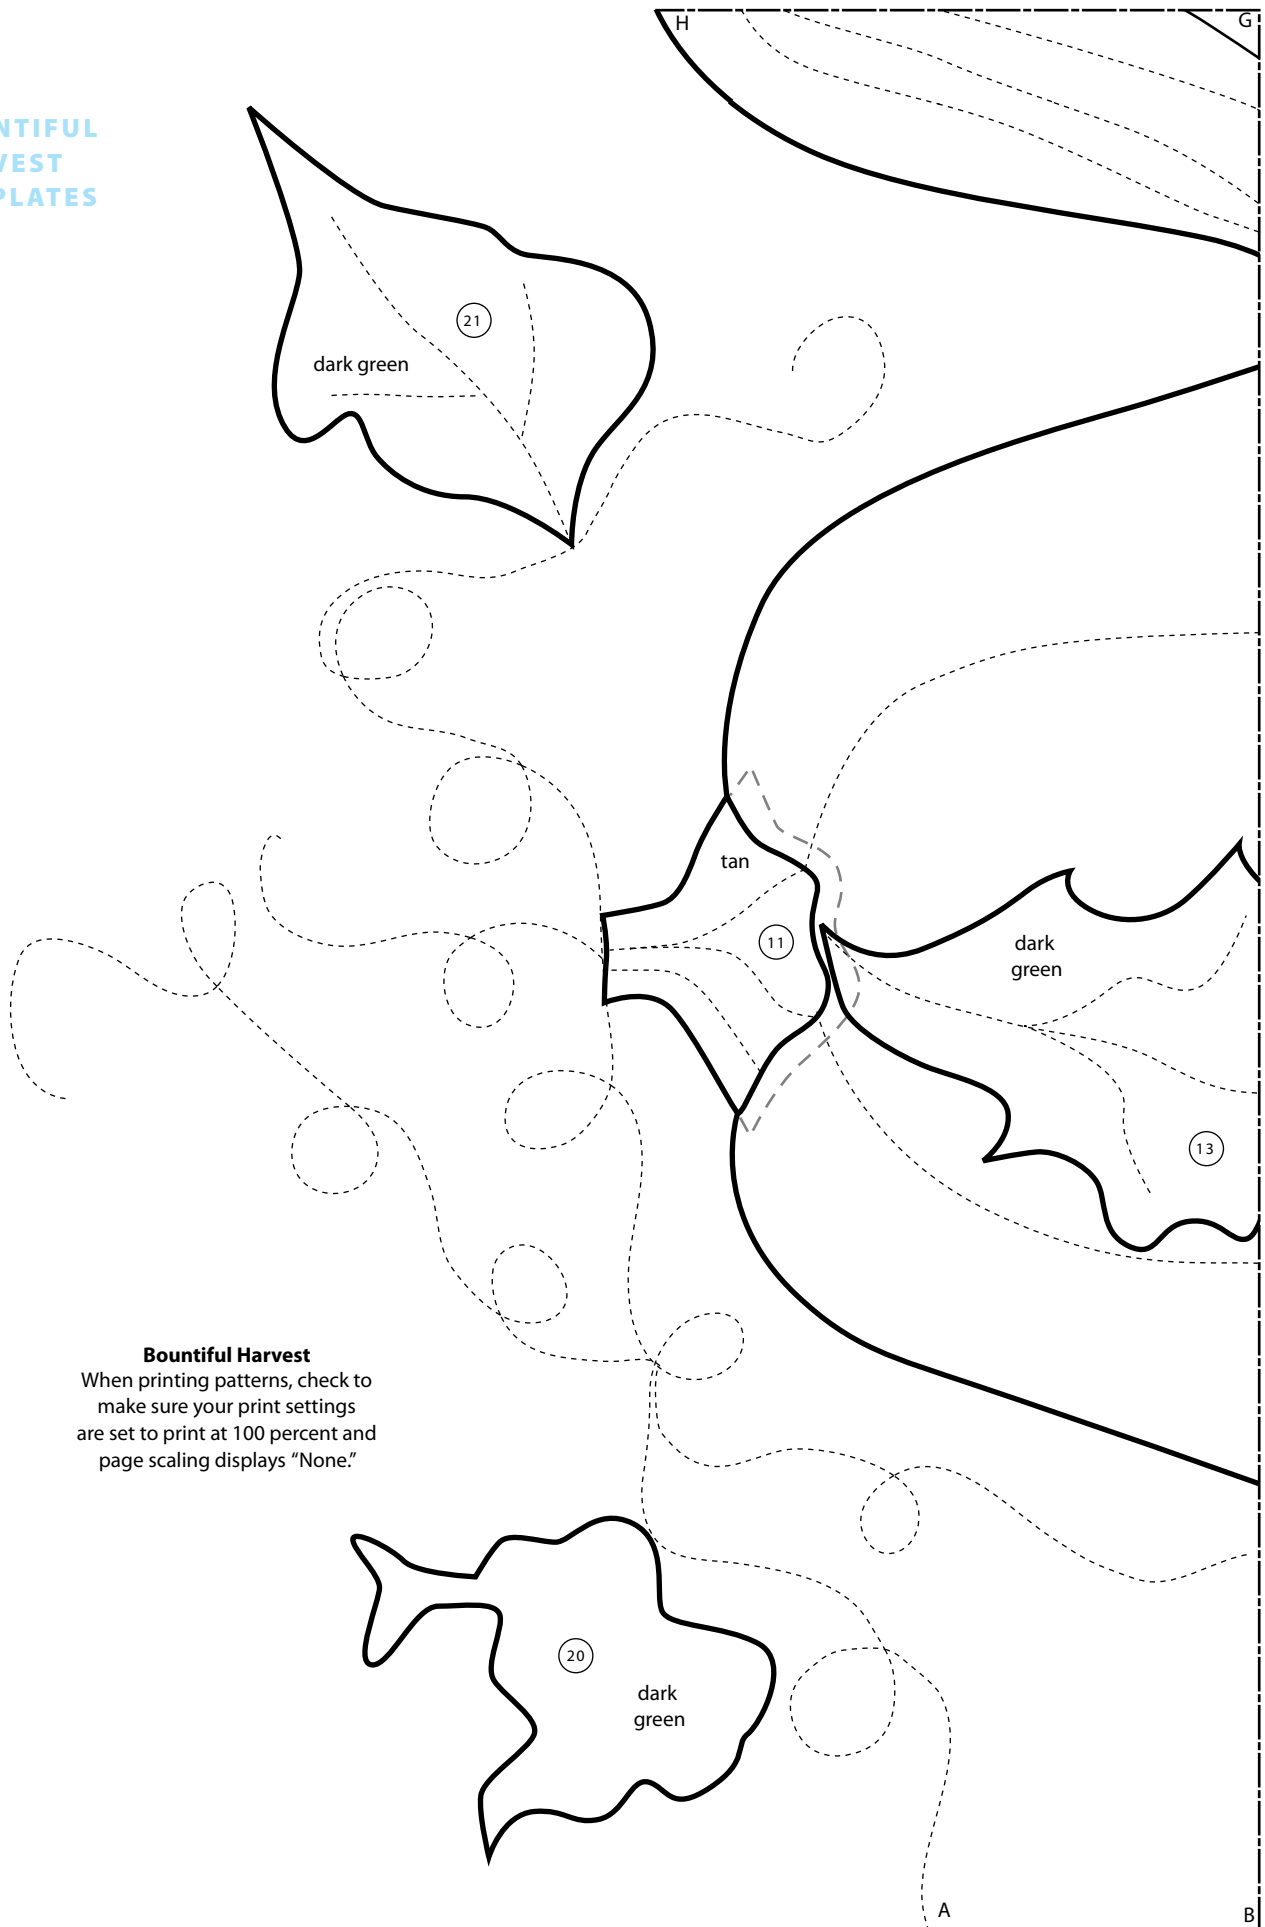 H
G
NTIFUL
VEST
PLATES
21
dark green
tan
11
dark
green
13
Bountiful Harvest
When printing patterns, check to
make sure your print settings
are set to print at 100 percent and
page scaling displays “None.”
20
dark
green
A
B